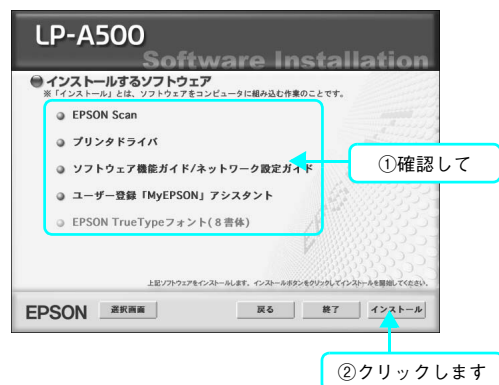 LP-A500
Software Installation
インストールするソフトウェア
※「インストール」とは、ソフトウェアをコンピュータに組み込む作業のことです。
EPSON Scan
プリンタドライバ
ソフトウェア機能ガイド/ネットワーク設定ガイド
①確認して
ユーザー登録「MyEPSON」アシスタント
EPSON TrueTypeフォント(8書体)
上記ソフトウェアをインストールします。インストールボタンをクリックしてインストールを開始してください。
EPSON 選択画面 戻る 終了 インストール
②クリックします